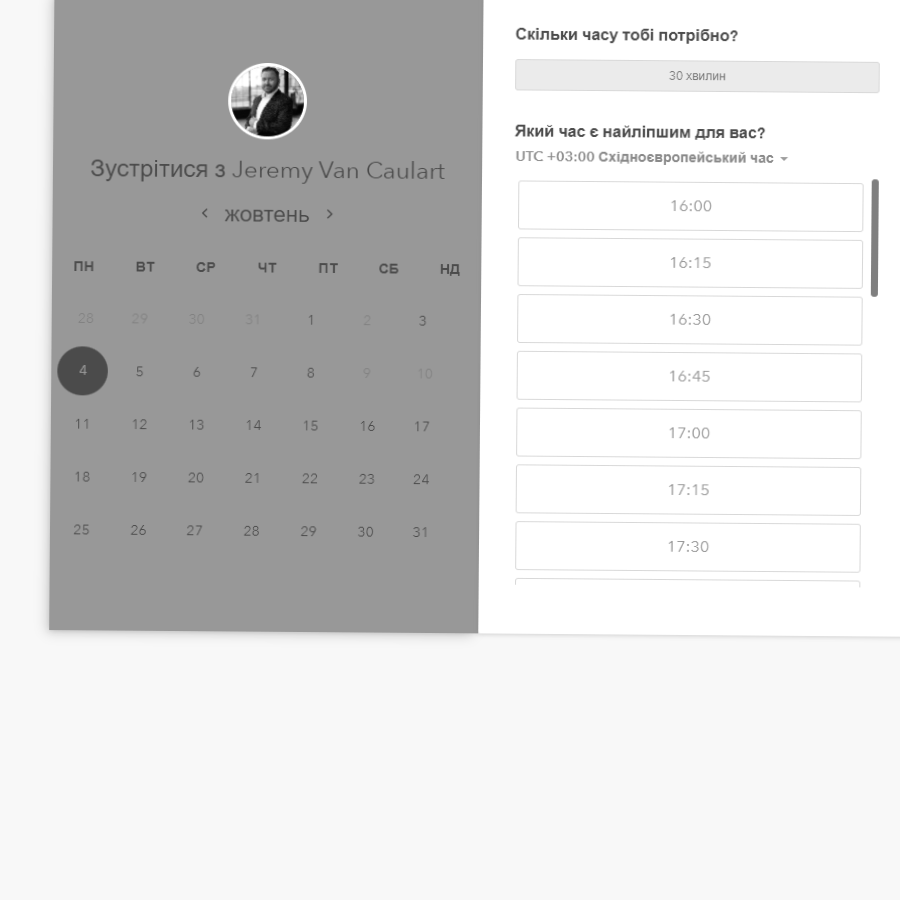 Зустрітися з Jeremy Van Caulart
жовтень
ПН ВТ СР ЧТ ПТ СБ НД
28 29 30 31 1 2 3
4 5 6 7 8 9 10
11 12 13 14 15 16 17
18 19 20 21 22 23 24
25 26 27 28 29 30 31
Скільки часу тобі потрібно?
30 хвилин
Який час є найліпшим для вас?
UTC +03:00 Східноєвропейський час
16:00
16:15
16:30
16:45
17:00
17:15
17:30